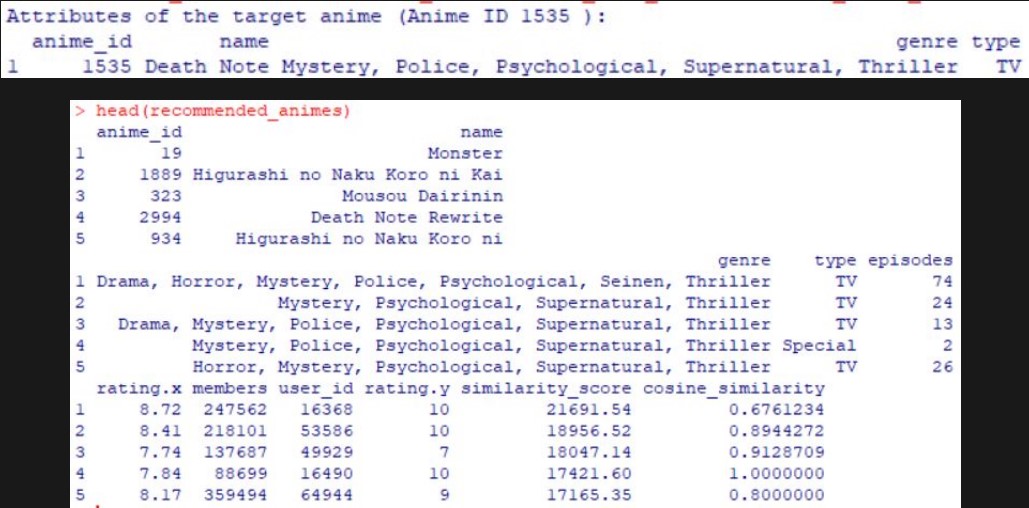 Attributes of the target anime (Anime ID 1535 ):
anime_id name genre type
1 1535 Death Note Mystery, Police, Psychological, Supernatural, Thriller TV
> head(recommended_animes)
anime_id name
1 19 Monster
2 1889 Higurashi no Naku Koro ni Kai
3 323 Mousou Dairinin
4 2994 Death Note Rewrite
5 934 Higurashi no Naku Koro ni
genre type episodes
1 Drama, Horror, Mystery, Police, Psychological, Seinen, Thriller TV 74
2 Mystery, Psychological, Supernatural, Thriller TV 24
3 Drama, Mystery, Police, Psychological, Supernatural, Thriller TV 13
4 Mystery, Police, Psychological, Supernatural, Thriller Special 2
5 Horror, Mystery, Psychological, Supernatural, Thriller TV 26
rating.x members user_id rating.y similarity_score cosine_similarity
1 8.72 247562 16368 10 21691.54 0.6761234
2 8.41 218101 53586 10 18956.52 0.8944272
3 7.74 137687 49929 7 18047.14 0.9128709
4 7.84 88699 16490 10 17421.60 1.0000000
5 8.17 359494 64944 9 17165.35 0.8000000